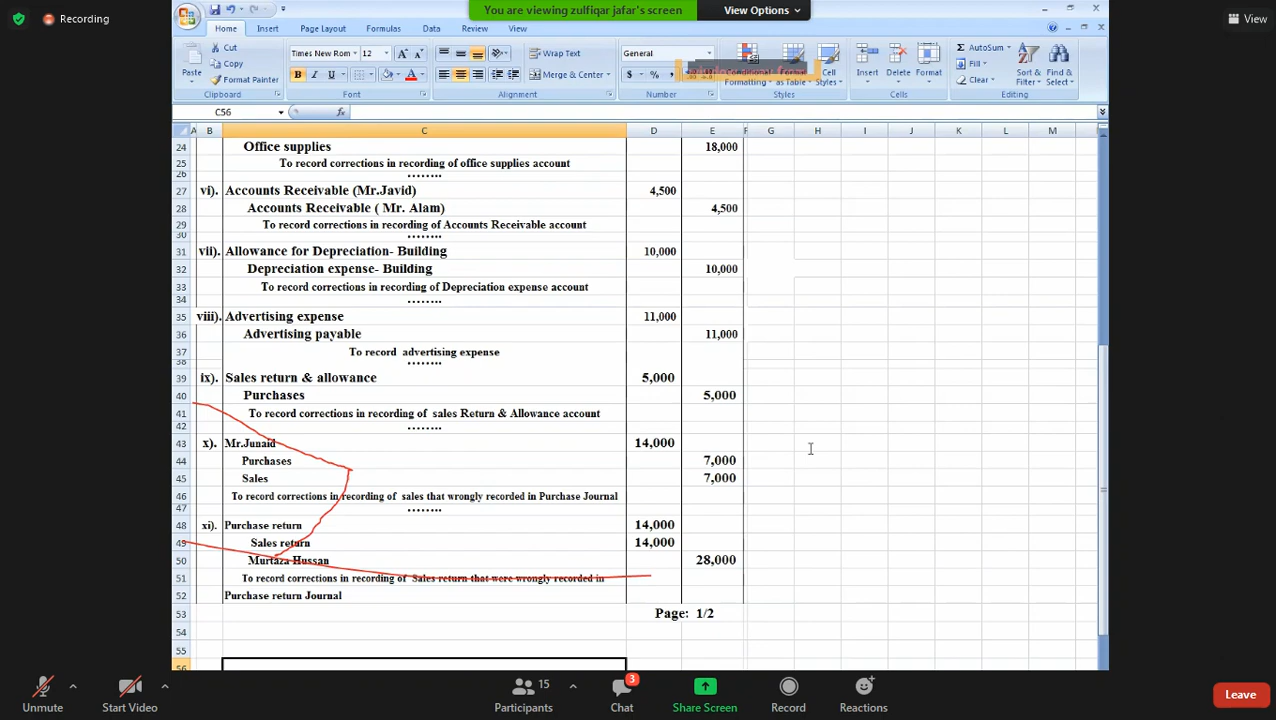 Recording
You are viewing zulfiqar jafar's screen
View Options
View
Home Insert Page Layout Formulas Data Review View
Cut
Copy
Format Painter
Paste
Clipboard
Times New Rom 12
B I U
Font
Wrap Text
Merge & Center
Alignment
General
$ % ,
Number
Conditional Formatting
Format as Table
Cell Styles
Styles
Insert Delete Format
Cells
AutoSum
Fill
Clear
Sort & Filter
Find & Select
Editing
C56 fx
A B C D E F G H I J K L M
24 Office supplies 18,000
25 To record corrections in recording of office supplies account
26 ........
27 vi). Accounts Receivable (Mr.Javid) 4,500
28 Accounts Receivable ( Mr. Alam) 4,500
29 To record corrections in recording of Accounts Receivable account
30 ........
31 vii). Allowance for Depreciation- Building 10,000
32 Depreciation expense- Building 10,000
33 To record corrections in recording of Depreciation expense account
34 ........
35 viii). Advertising expense 11,000
36 Advertising payable 11,000
37 To record advertising expense
38 ........
39 ix). Sales return & allowance 5,000
40 Purchases 5,000
41 To record corrections in recording of sales Return & Allowance account
42 ........
43 x). Mr.Junaid 14,000
44 Purchases 7,000
45 Sales 7,000
46 To record corrections in recording of sales that wrongly recorded in Purchase Journal
47 ........
48 xi). Purchase return 14,000
49 Sales return 14,000
50 Murtaza Hussan 28,000
51 To record corrections in recording of Sales return that were wrongly recorded in
52 Purchase return Journal
53 Page: 1/2
54
55
56
Unmute
Start Video
15
Participants
3
Chat
Share Screen
Record
Reactions
Leave